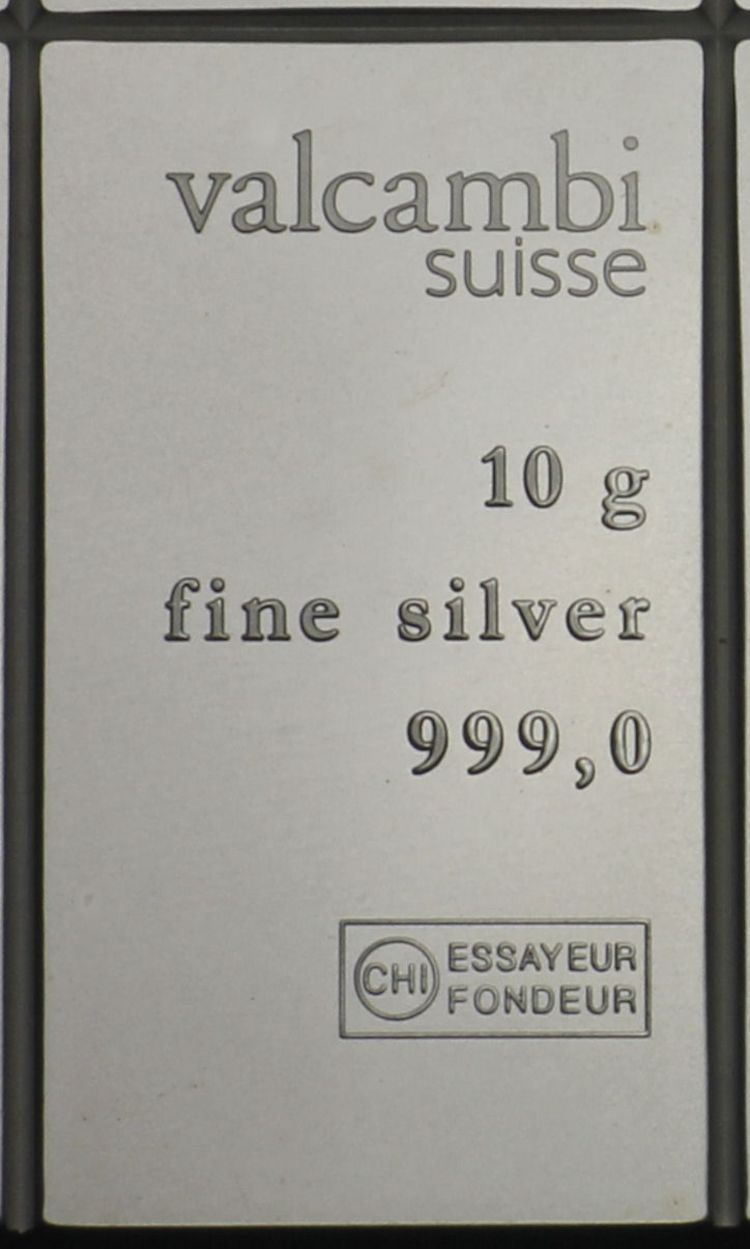 valcambi
suisse
10 g
fine silver
999,0
CHI ESSAYEUR
FONDEUR